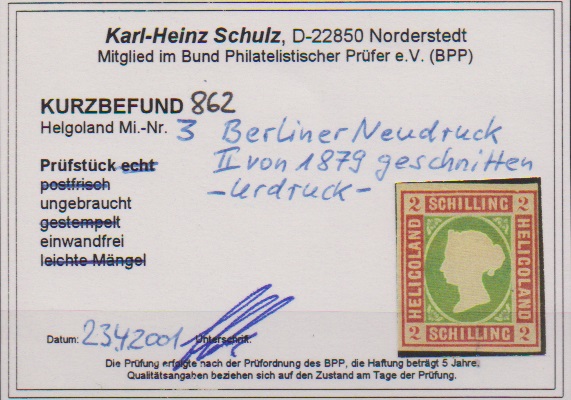 Karl-Heinz Schulz, D-22850 Norderstedt
Mitglied im Bund Philatelistischer Prüfer e.V. (BPP)
KURZBEFUND 862
Helgoland Mi.-Nr. 3 Berliner Neudruck
II von 1879 geschnitten
- Urdruck -
Prüfstück echt
postfrisch
ungebraucht
gestempelt
einwandfrei
leichte Mängel
2 SCHILLING 2
HELIGOLAND
HELIGOLAND
2 SCHILLING 2
Datum: 23.4.2001 Unterschrift:
Die Prüfung erfolgte nach der Prüfordnung des BPP, die Haftung beträgt 5 Jahre.
Qualitätsangaben beziehen sich auf den Zustand am Tage der Prüfung.